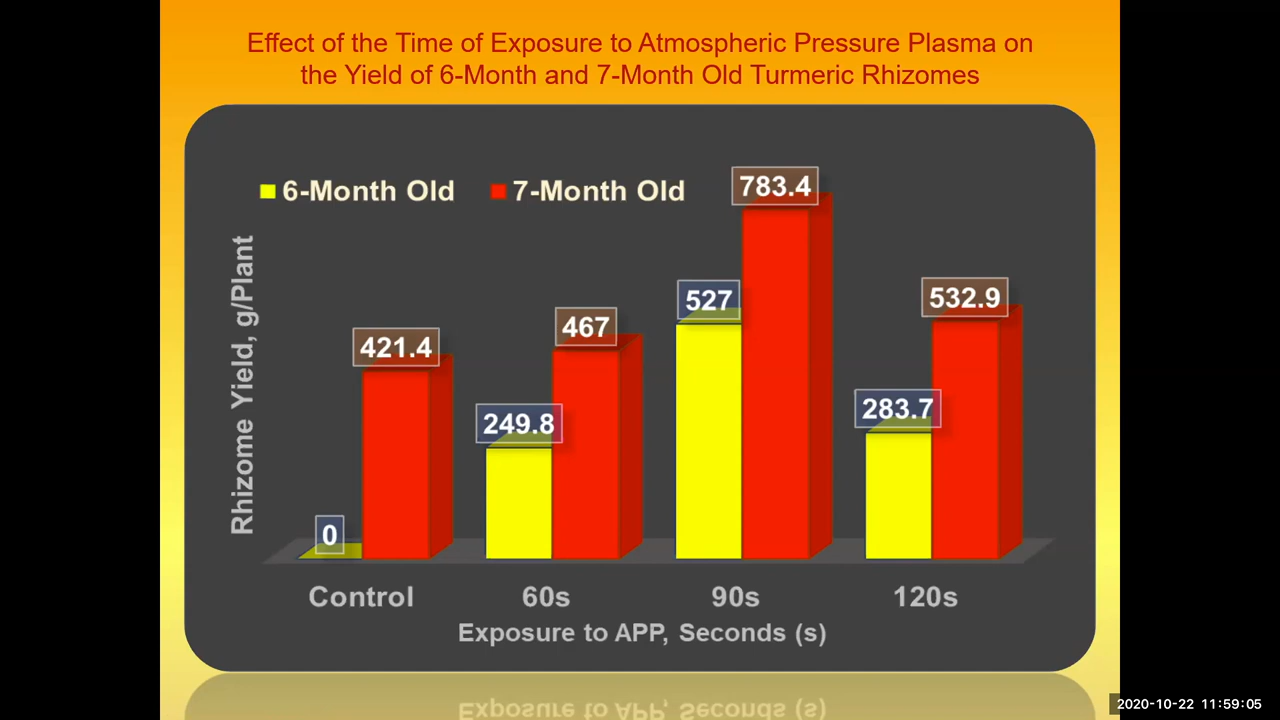 Effect of the Time of Exposure to Atmospheric Pressure Plasma on
the Yield of 6-Month and 7-Month Old Turmeric Rhizomes
6-Month Old
7-Month Old
Rhizome Yield, g/Plant
0
421.4
249.8
467
527
783.4
283.7
532.9
Control
60s
90s
120s
Exposure to APP, Seconds (s)
Exposure to APP, Seconds (s)
2020-10-22 11:59:05